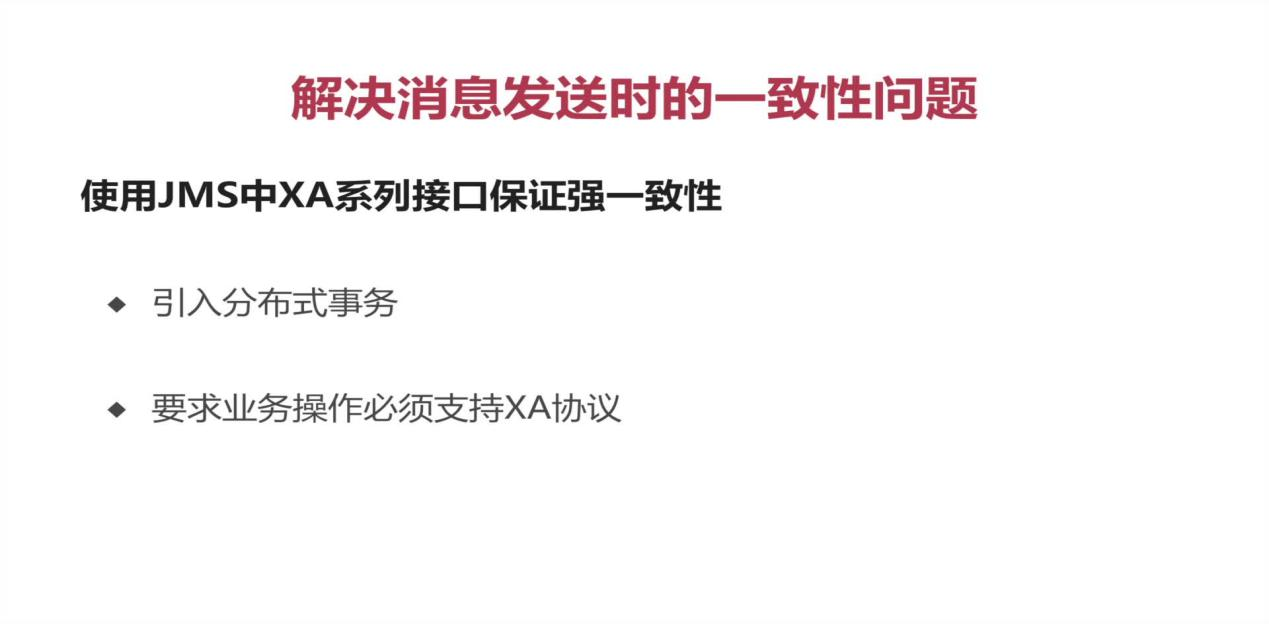 解决消息发送时的一致性问题
使用JMS中XA系列接口保证强一致性
◆ 引入分布式事务
◆ 要求业务操作必须支持XA协议